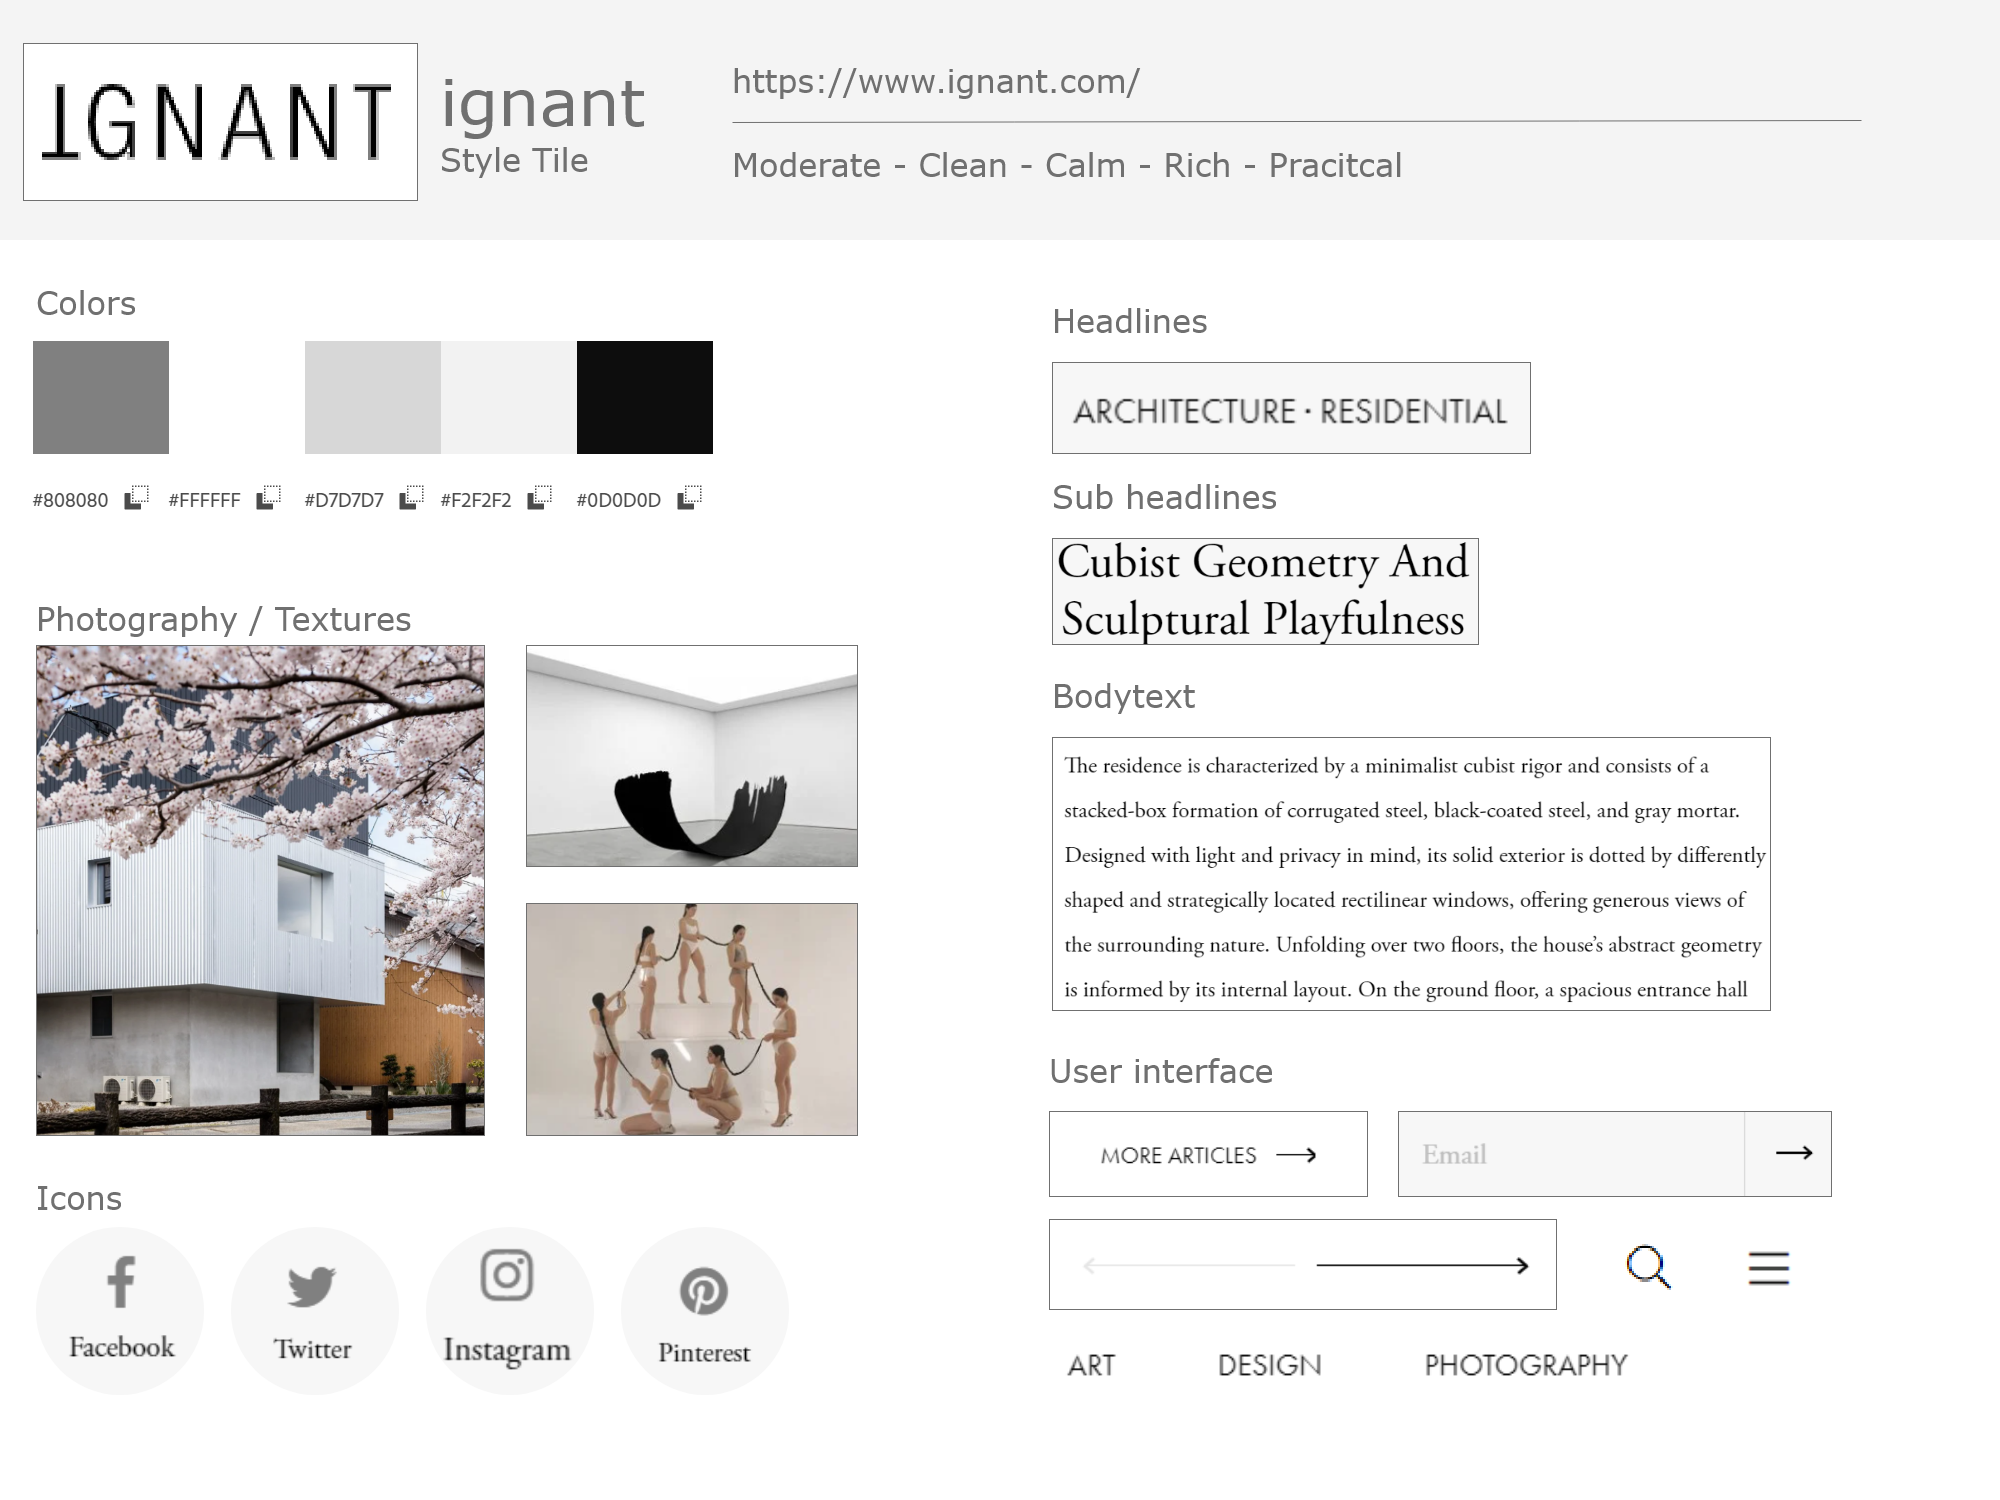 IGNANT
ignant
Style Tile
https://www.ignant.com/
Moderate - Clean - Calm - Rich - Pracitcal
Colors
#808080 #FFFFFF #D7D7D7 #F2F2F2 #0D0D0D
Photography / Textures
Icons
Facebook
Twitter
Instagram
Pinterest
Headlines
ARCHITECTURE · RESIDENTIAL
Sub headlines
Cubist Geometry And
Sculptural Playfulness
Bodytext
The residence is characterized by a minimalist cubist rigor and consists of a
stacked-box formation of corrugated steel, black-coated steel, and gray mortar.
Designed with light and privacy in mind, its solid exterior is dotted by differently
shaped and strategically located rectilinear windows, offering generous views of
the surrounding nature. Unfolding over two floors, the house’s abstract geometry
is informed by its internal layout. On the ground floor, a spacious entrance hall
User interface
MORE ARTICLES →
Email →
ART DESIGN PHOTOGRAPHY